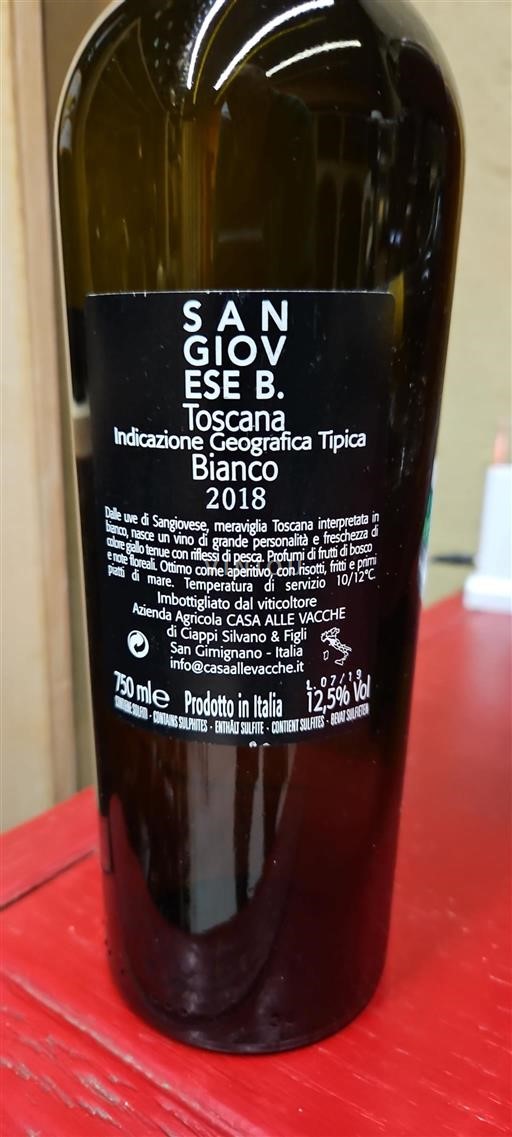 SAN
GIOV
ESE B.
Toscana
Indicazione Geografica Tipica
Bianco
2018
Dalle uve di Sangiovese, meraviglia Toscana interpretata in
bianco, nasce un vino di grande personalità e freschezza di
colore giallo tenue con riflessi di pesca. Profumi di frutti di bosco
e note floreali. Ottimo come aperitivo con risotti, fritti e primi
piatti di mare. Temperatura di servizio 10/12°C.
Imbottigliato dal viticoltore
Azienda Agricola CASA ALLE VACCHE
di Ciappi Silvano & Figli
San Gimignano - Italia
info@casaallevacche.it
L 07/19
750 ml e Prodotto in Italia 12,5% Vol
CONTIENE SOLFITI - CONTAINS SULPHITES - ENTHÄLT SULFITE - CONTIENT SULFITES - BEVAT SULFIETEN